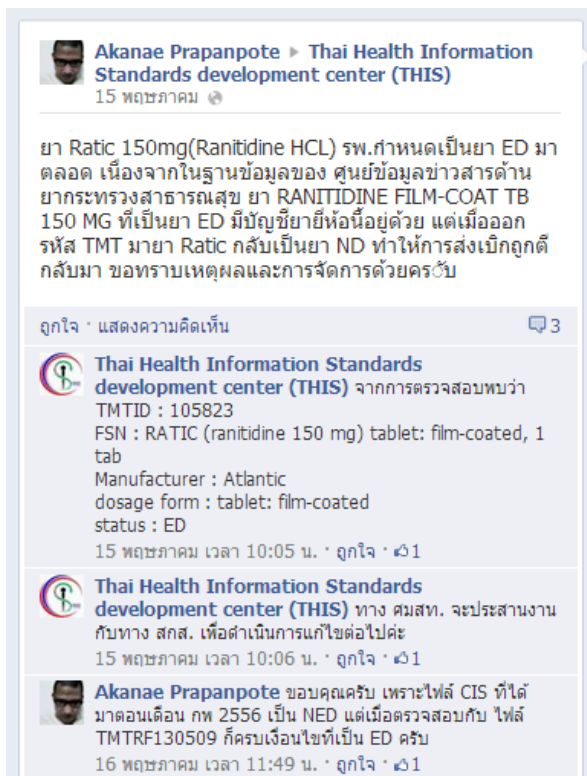 Akanae Prapanpote ▸ Thai Health Information
Standards development center (THIS)
15 พฤษภาคม
ยา Ratic 150mg(Ranitidine HCL) รพ.กำหนดเป็นยา ED มา
ตลอด เนื่องจากในฐานข้อมูลของ ศูนย์ข้อมูลข่าวสารด้าน
ยากระทรวงสาธารณสุข ยา RANITIDINE FILM-COAT TB
150 MG ที่เป็นยา ED มีบัญชียายี่ห้อนี้อยู่ด้วย แต่เมื่อออก
รหัส TMT มายา Ratic กลับเป็นยา ND ทำให้การส่งเบิกถูกตี
กลับมา ขอทราบเหตุผลและการจัดการด้วยครัับ
ถูกใจ · แสดงความคิดเห็น 3
Thai Health Information Standards
development center (THIS) จากการตรวจสอบพบว่า
TMTID : 105823
FSN : RATIC (ranitidine 150 mg) tablet: film-coated, 1
tab
Manufacturer : Atlantic
dosage form : tablet: film-coated
status : ED
15 พฤษภาคม เวลา 10:05 น. · ถูกใจ · 1
Thai Health Information Standards
development center (THIS) ทาง ศมสท. จะประสานงาน
กับทาง สกส. เพื่อดำเนินการแก้ไขต่อไปค่ะ
15 พฤษภาคม เวลา 10:06 น. · ถูกใจ · 1
Akanae Prapanpote ขอบคุณครับ เพราะไฟล์ CIS ที่ได้
มาตอนเดือน กพ 2556 เป็น NED แต่เมื่อตรวจสอบกับ ไฟล์
TMTRF130509 ก็ครบเงื่อนไขที่เป็น ED ครับ
16 พฤษภาคม เวลา 11:49 น. · ถูกใจ · 1